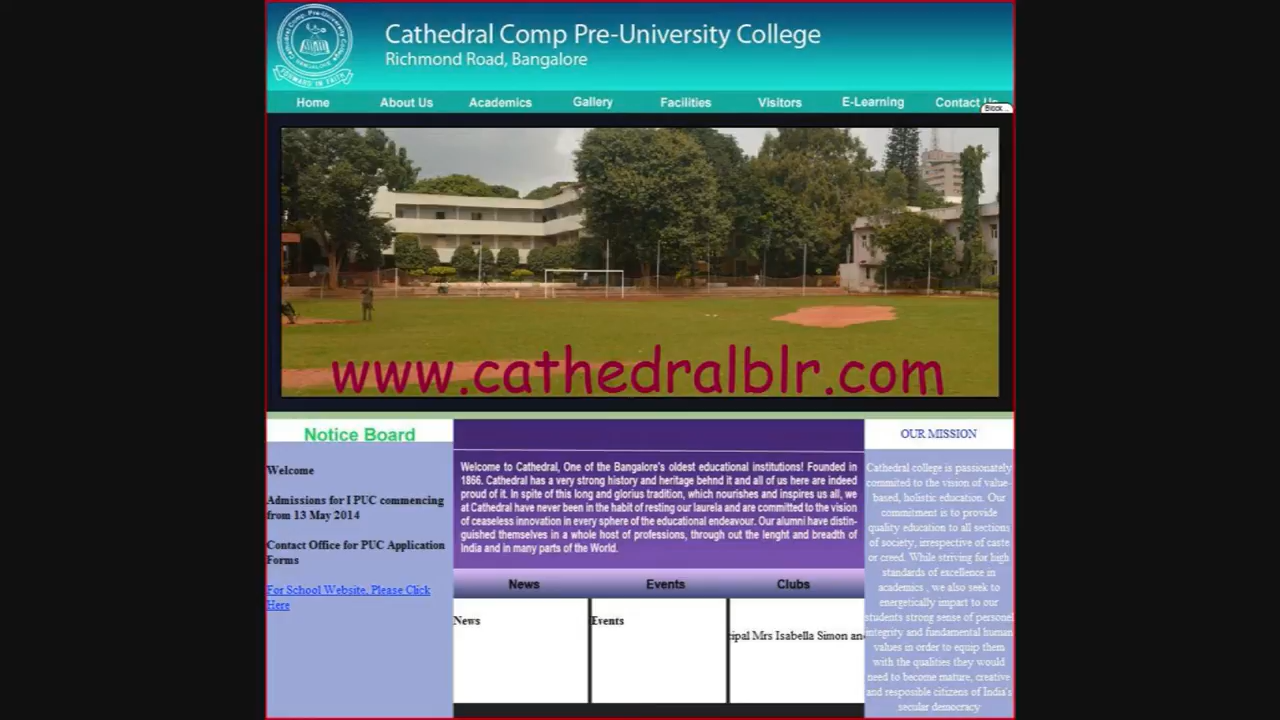 Cathedral Comp Pre-University College
Richmond Road, Bangalore
FORWARD IN FAITH
Home About Us Academics Gallery Facilities Visitors E-Learning Contact Us
Block...
www.cathedralblr.com
Notice Board
Welcome
Admissions for I PUC commencing
from 13 May 2014
Contact Office for PUC Application
Forms
For School Website, Please Click
Here
Welcome to Cathedral, One of the Bangalore's oldest educational institutions! Founded in
1866. Cathedral has a very strong history and heritage behnd it and all of us here are indeed
proud of it. In spite of this long and glorius tradition, which nourishes and inspires us all, we
at Cathedral have never been in the habit of resting our laurela and are committed to the vision
of ceaseless innovation in every sphere of the educational endeavour. Our alumni have distin-
guished themselves in a whole host of professions, through out the lenght and breadth of
India and in many parts of the World.
News Events Clubs
News
Events
cipal Mrs Isabella Simon and
OUR MISSION
Cathedral college is passionately
commited to the vision of value-
based, holistic education. Our
commitment is to provide
quality education to all sections
of society, irrespective of caste
or creed. While striving for high
standards of excellence in
academics , we also seek to
energetically impart to our
students strong sense of personel
integrity and fundamental human
values in order to equip them
with the qualities they would
need to become mature, creative
and resposible citizens of India's
secular democracy